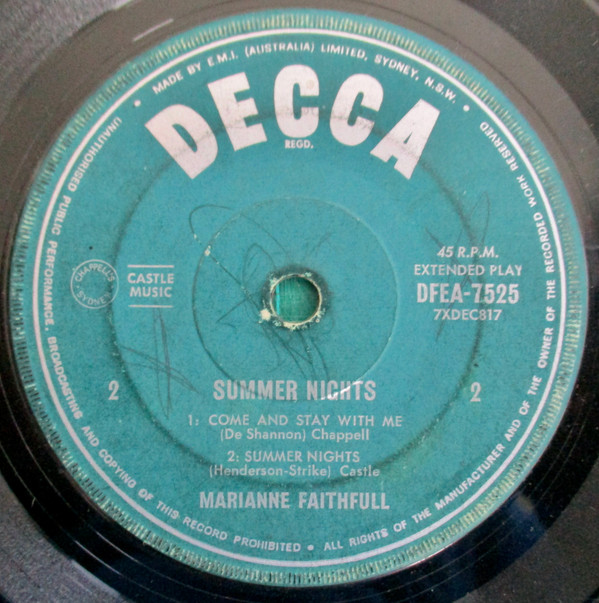 MADE BY E.M.I. (AUSTRALIA) LIMITED, SYDNEY, N.S.W.
DECCA
REGD.
45 R.P.M.
EXTENDED PLAY
DFEA-7525
7XDEC817
CHAPPELL'S
SYDNEY
CASTLE
MUSIC
2
2
SUMMER NIGHTS
1: COME AND STAY WITH ME
(De Shannon) Chappell
2: SUMMER NIGHTS
(Henderson-Strike) Castle
MARIANNE FAITHFULL
UNAUTHORISED PUBLIC PERFORMANCE, BROADCASTING AND COPYING OF THIS RECORD PROHIBITED • ALL RIGHTS OF THE MANUFACTURER AND OF THE OWNER OF THE RECORDED WORK RESERVED